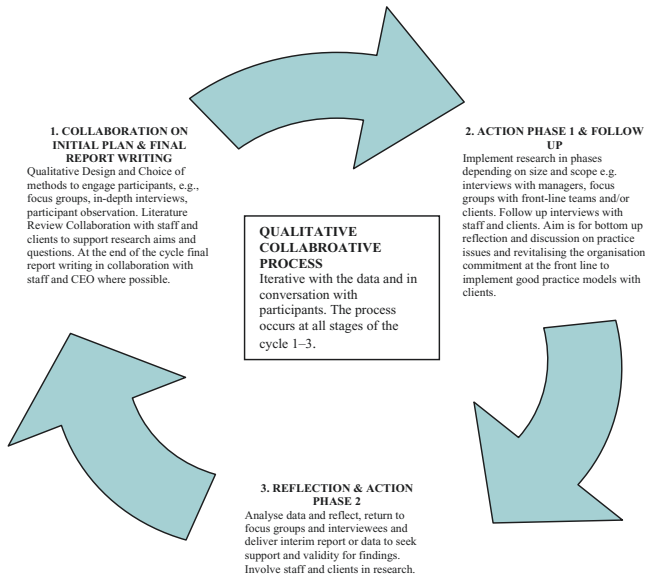 1. COLLABORATION ON
INITIAL PLAN & FINAL
REPORT WRITING
Qualitative Design and Choice of
methods to engage participants, e.g.,
focus groups, in-depth interviews,
participant observation. Literature
Review Collaboration with staff and
clients to support research aims and
questions. At the end of the cycle final
report writing in collaboration with
staff and CEO where possible.
2. ACTION PHASE 1 & FOLLOW
UP
Implement research in phases
depending on size and scope e.g.
interviews with managers, focus
groups with front-line teams and/or
clients. Follow up interviews with
staff and clients. Aim is for bottom up
reflection and discussion on practice
issues and revitalising the organisation
commitment at the front line to
implement good practice models with
clients.
QUALITATIVE
COLLABROATIVE
PROCESS
Iterative with the data and in
conversation with
participants. The process
occurs at all stages of the
cycle 1–3.
3. REFLECTION & ACTION
PHASE 2
Analyse data and reflect, return to
focus groups and interviewees and
deliver interim report or data to seek
support and validity for findings.
Involve staff and clients in research.